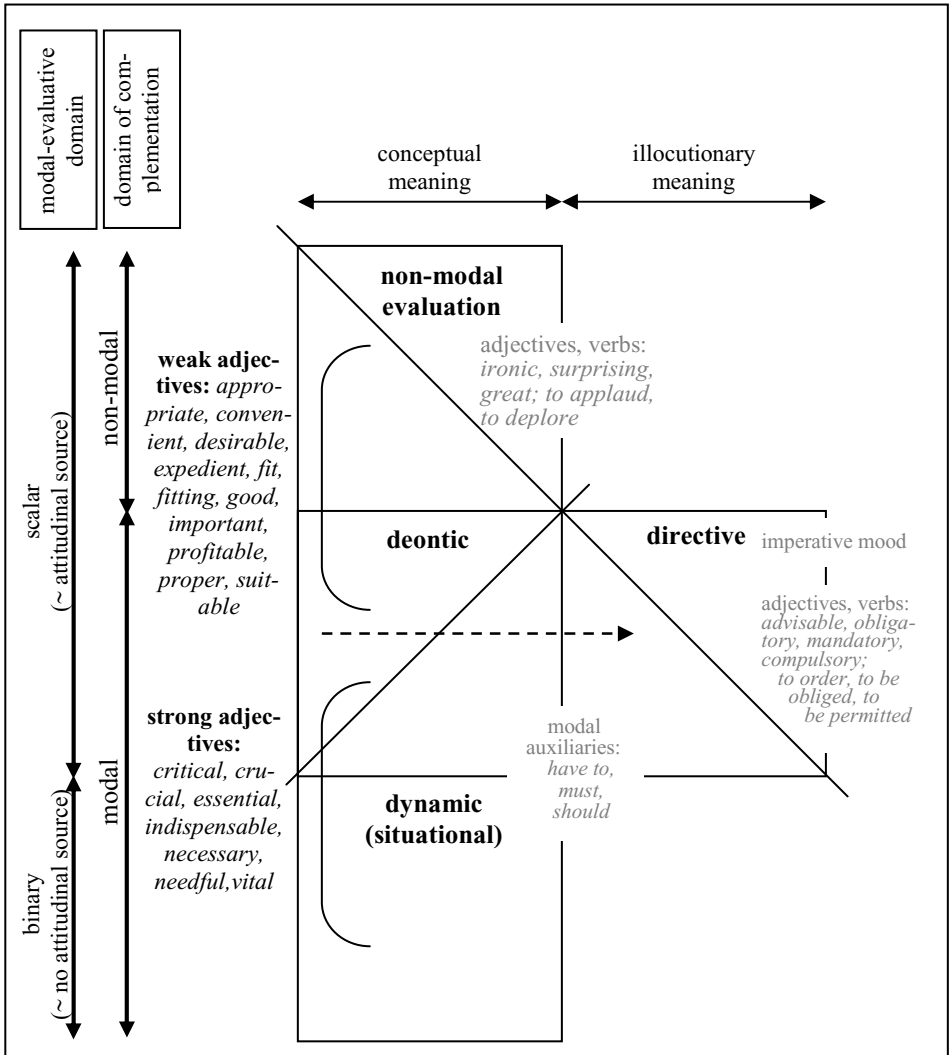 modal-evaluative
domain
domain of com-
plementation
conceptual
meaning
illocutionary
meaning
scalar
(~ attitudinal source)
binary
(~ no attitudinal source)
non-modal
modal
weak adjec-
tives: appro-
priate, conven-
ient, desirable,
expedient, fit,
fitting, good,
important,
profitable,
proper, suit-
able
strong adjec-
tives:
critical, cru-
cial, essential,
indispensable,
necessary,
needful,vital
non-modal
evaluation
adjectives, verbs:
ironic, surprising,
great; to applaud,
to deplore
deontic
directive
imperative mood
adjectives, verbs:
advisable, obliga-
tory, mandatory,
compulsory;
to order, to be
obliged, to
be permitted
modal
auxiliaries:
have to,
must,
should
dynamic
(situational)